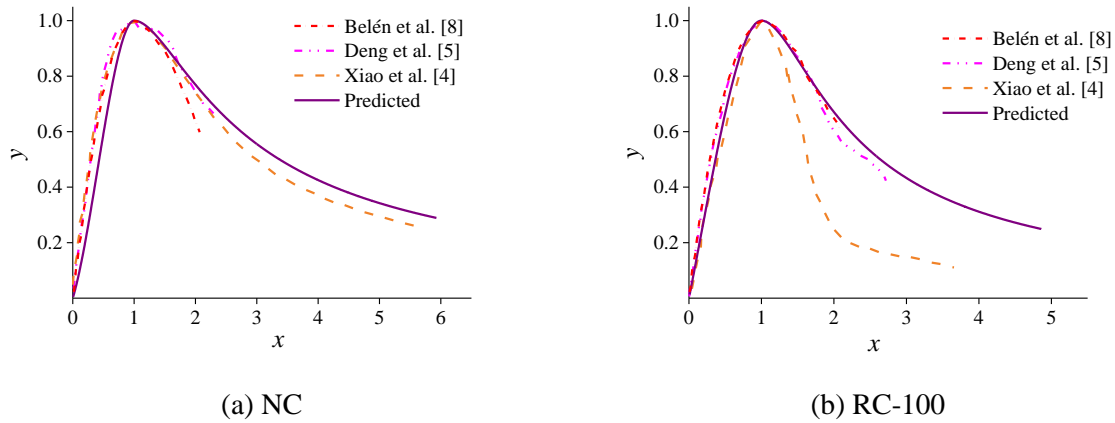 1.0
0.8
0.6
0.4
0.2
y
0 1 2 3 4 5 6
x
Belén et al. [8]
Deng et al. [5]
Xiao et al. [4]
Predicted
(a) NC
1.0
0.8
0.6
0.4
0.2
y
0 1 2 3 4 5
x
Belén et al. [8]
Deng et al. [5]
Xiao et al. [4]
Predicted
(b) RC-100